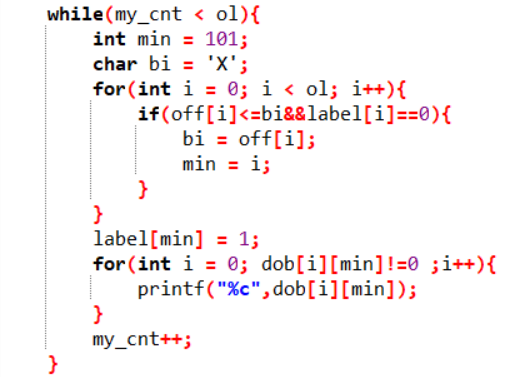 while(my_cnt < ol){
    int min = 101;
    char bi = 'X';
    for(int i = 0; i < ol; i++){
        if(off[i]<=bi&&label[i]==0){
            bi = off[i];
            min = i;
        }
    }
    label[min] = 1;
    for(int i = 0; dob[i][min]!=0 ;i++){
        printf("%c",dob[i][min]);
    }
    my_cnt++;
}